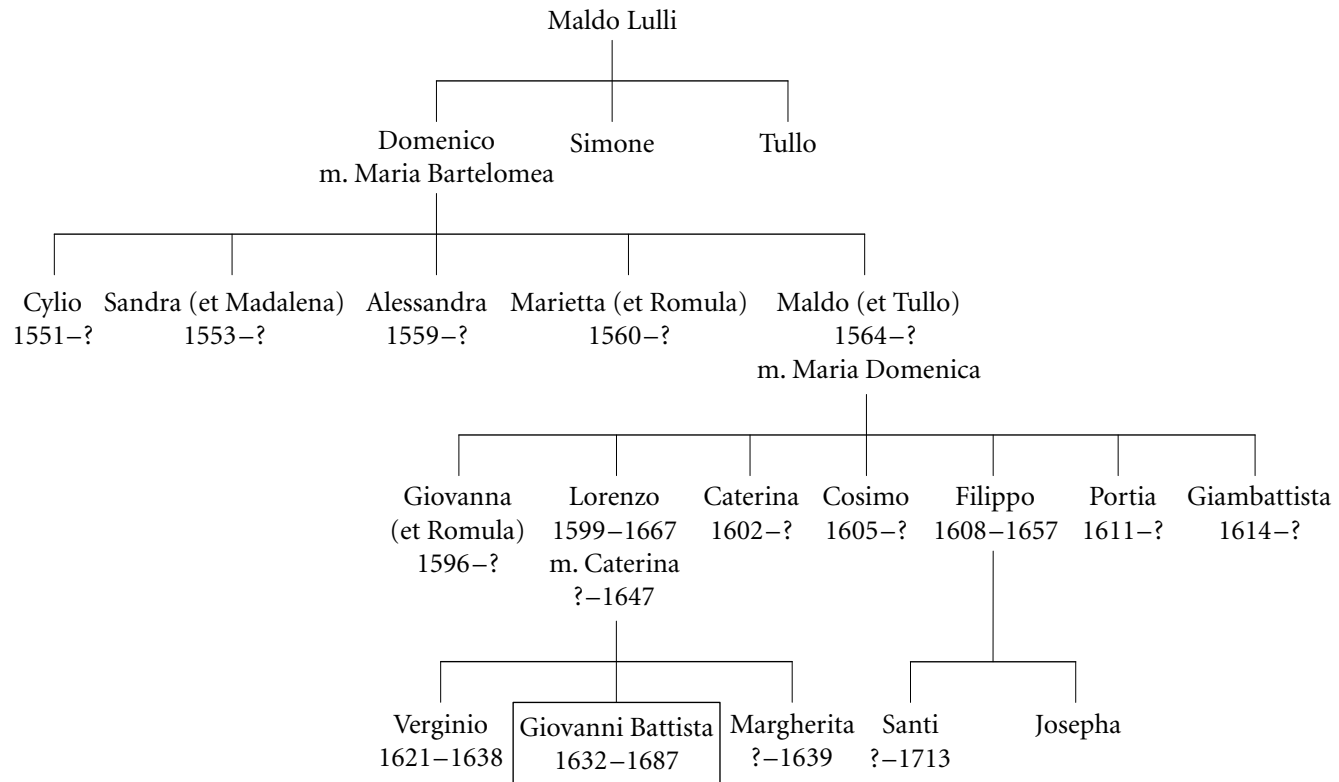 Maldo Lulli
Domenico
m. Maria Bartelomea
Simone
Tullo
Cylio
1551–?
Sandra (et Madalena)
1553–?
Alessandra
1559–?
Marietta (et Romula)
1560–?
Maldo (et Tullo)
1564–?
m. Maria Domenica
Giovanna
(et Romula)
1596–?
Lorenzo
1599–1667
m. Caterina
?–1647
Caterina
1602–?
Cosimo
1605–?
Filippo
1608–1657
Portia
1611–?
Giambattista
1614–?
Verginio
1621–1638
Giovanni Battista
1632–1687
Margherita
?–1639
Santi
?–1713
Josepha